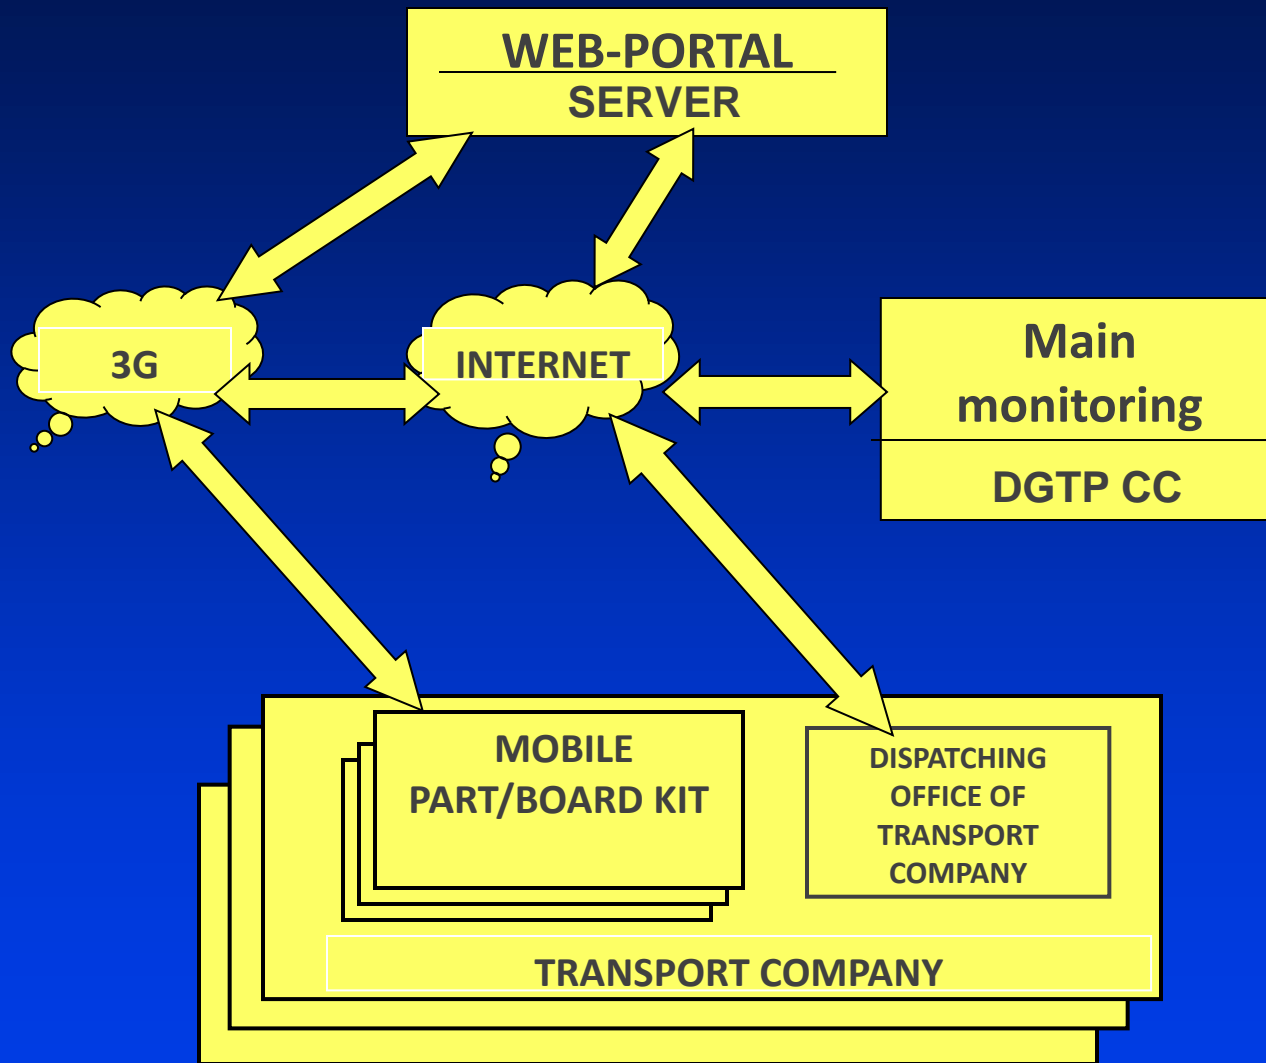 WEB-PORTAL
SERVER
3G
INTERNET
Main
monitoring
DGTP CC
MOBILE
PART/BOARD KIT
DISPATCHING
OFFICE OF
TRANSPORT
COMPANY
TRANSPORT COMPANY